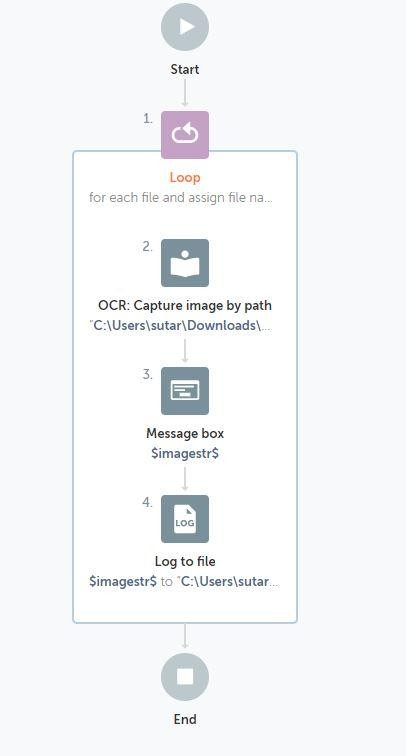 Start
1.
Loop
for each file and assign file na...
2.
OCR: Capture image by path
"C:\Users\sutar\Downloads\...
3.
Message box
$imagestr$
4.
LOG
Log to file
$imagestr$ to "C:\Users\sutar...
End